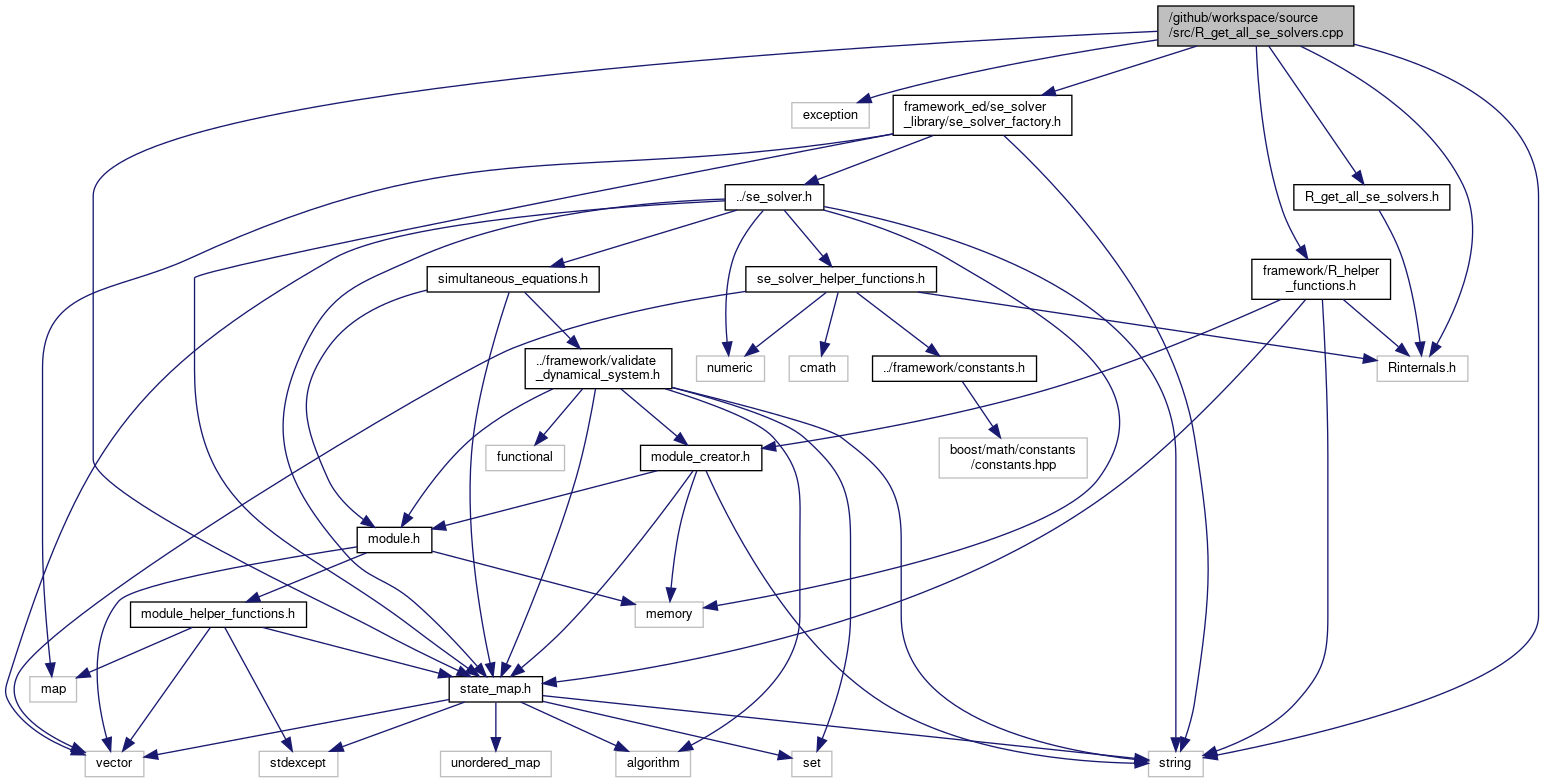 /github/workspace/source
/src/R_get_all_se_solvers.cpp
exception
framework_ed/se_solver
_library/se_solver_factory.h
../se_solver.h
R_get_all_se_solvers.h
simultaneous_equations.h
se_solver_helper_functions.h
framework/R_helper
_functions.h
../framework/validate
_dynamical_system.h
numeric
cmath
../framework/constants.h
Rinternals.h
functional
module_creator.h
boost/math/constants
/constants.hpp
module.h
module_helper_functions.h
memory
map
state_map.h
vector
stdexcept
unordered_map
algorithm
set
string